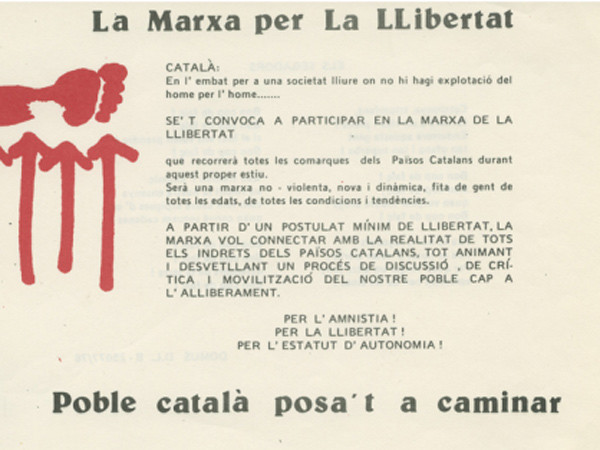 La Marxa per La LLibertat
CATALÀ:
En l' embat per a una societat lliure on no hi hagi explotació del
home per l' home.......
SE' T CONVOCA A PARTICIPAR EN LA MARXA DE LA
LLIBERTAT
que recorrerà totes les comarques dels Països Catalans durant
aquest proper estiu.
Serà una marxa no - violenta, nova i dinàmica, fita de gent de
totes les edats, de totes les condicions i tendències.
A PARTIR D' UN POSTULAT MÍNIM DE LLIBERTAT, LA
MARXA VOL CONNECTAR AMB LA REALITAT DE TOTS
ELS INDRETS DELS PAÏSOS CATALANS, TOT ANIMANT
I DESVETLLANT UN PROCÉS DE DISCUSSIÓ , DE CRÍ-
TICA I MOVILITZACIÓ DEL NOSTRE POBLE CAP A
L' ALLIBERAMENT.
PER L' AMNISTIA !
PER LA LLIBERTAT !
PER L' ESTATUT D' AUTONOMIA !
Poble català posa´t a caminar